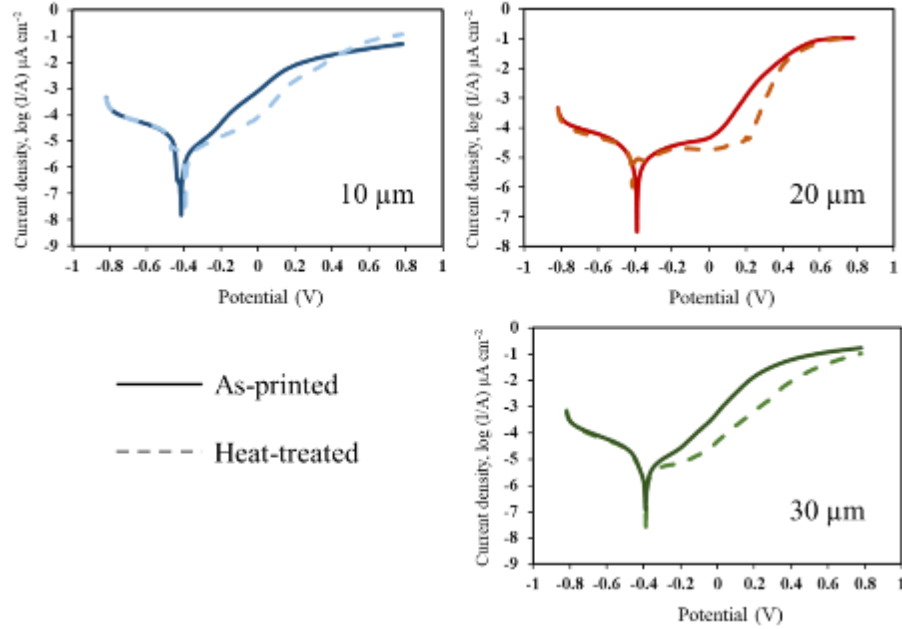 Current density, log (I/A) µA cm⁻²
0
-1
-2
-3
-4
-5
-6
-7
-8
-9
10 µm
-1 -0.8 -0.6 -0.4 -0.2 0 0.2 0.4 0.6 0.8 1
Potential (V)
Current density, log (I/A) µA cm⁻²
0
-1
-2
-3
-4
-5
-6
-7
-8
20 µm
-1 -0.8 -0.6 -0.4 -0.2 0 0.2 0.4 0.6 0.8 1
Potential (V)
As-printed
Heat-treated
Current density, log (I/A) µA cm⁻²
0
-1
-2
-3
-4
-5
-6
-7
-8
-9
30 µm
-1 -0.8 -0.6 -0.4 -0.2 0 0.2 0.4 0.6 0.8 1
Potential (V)